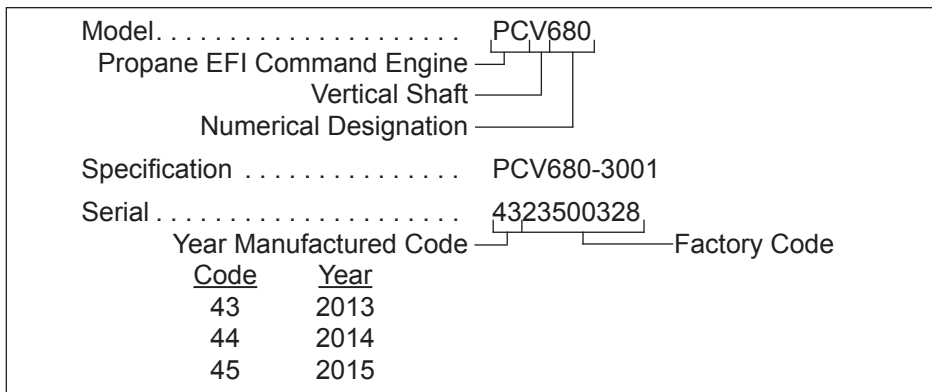 Model. . . . . . . . . . . . . . . . . . . . . . PCV680
Propane EFI Command Engine
Vertical Shaft
Numerical Designation
Specification . . . . . . . . . . . . . . . PCV680-3001
Serial . . . . . . . . . . . . . . . . . . . . . . 4323500328
Year Manufactured Code Factory Code
Code Year
43 2013
44 2014
45 2015